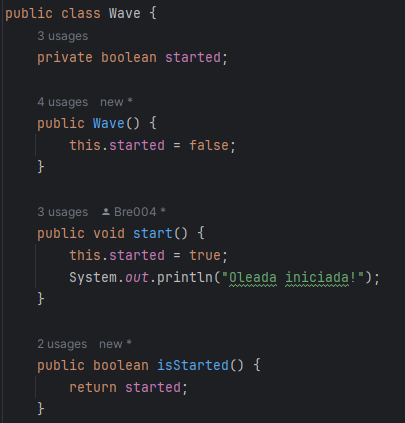 public class Wave {
3 usages
private boolean started;
4 usages new *
public Wave() {
this.started = false;
}
3 usages Bre004 *
public void start() {
this.started = true;
System.out.println("Oleada iniciada!");
}
2 usages new *
public boolean isStarted() {
return started;
}